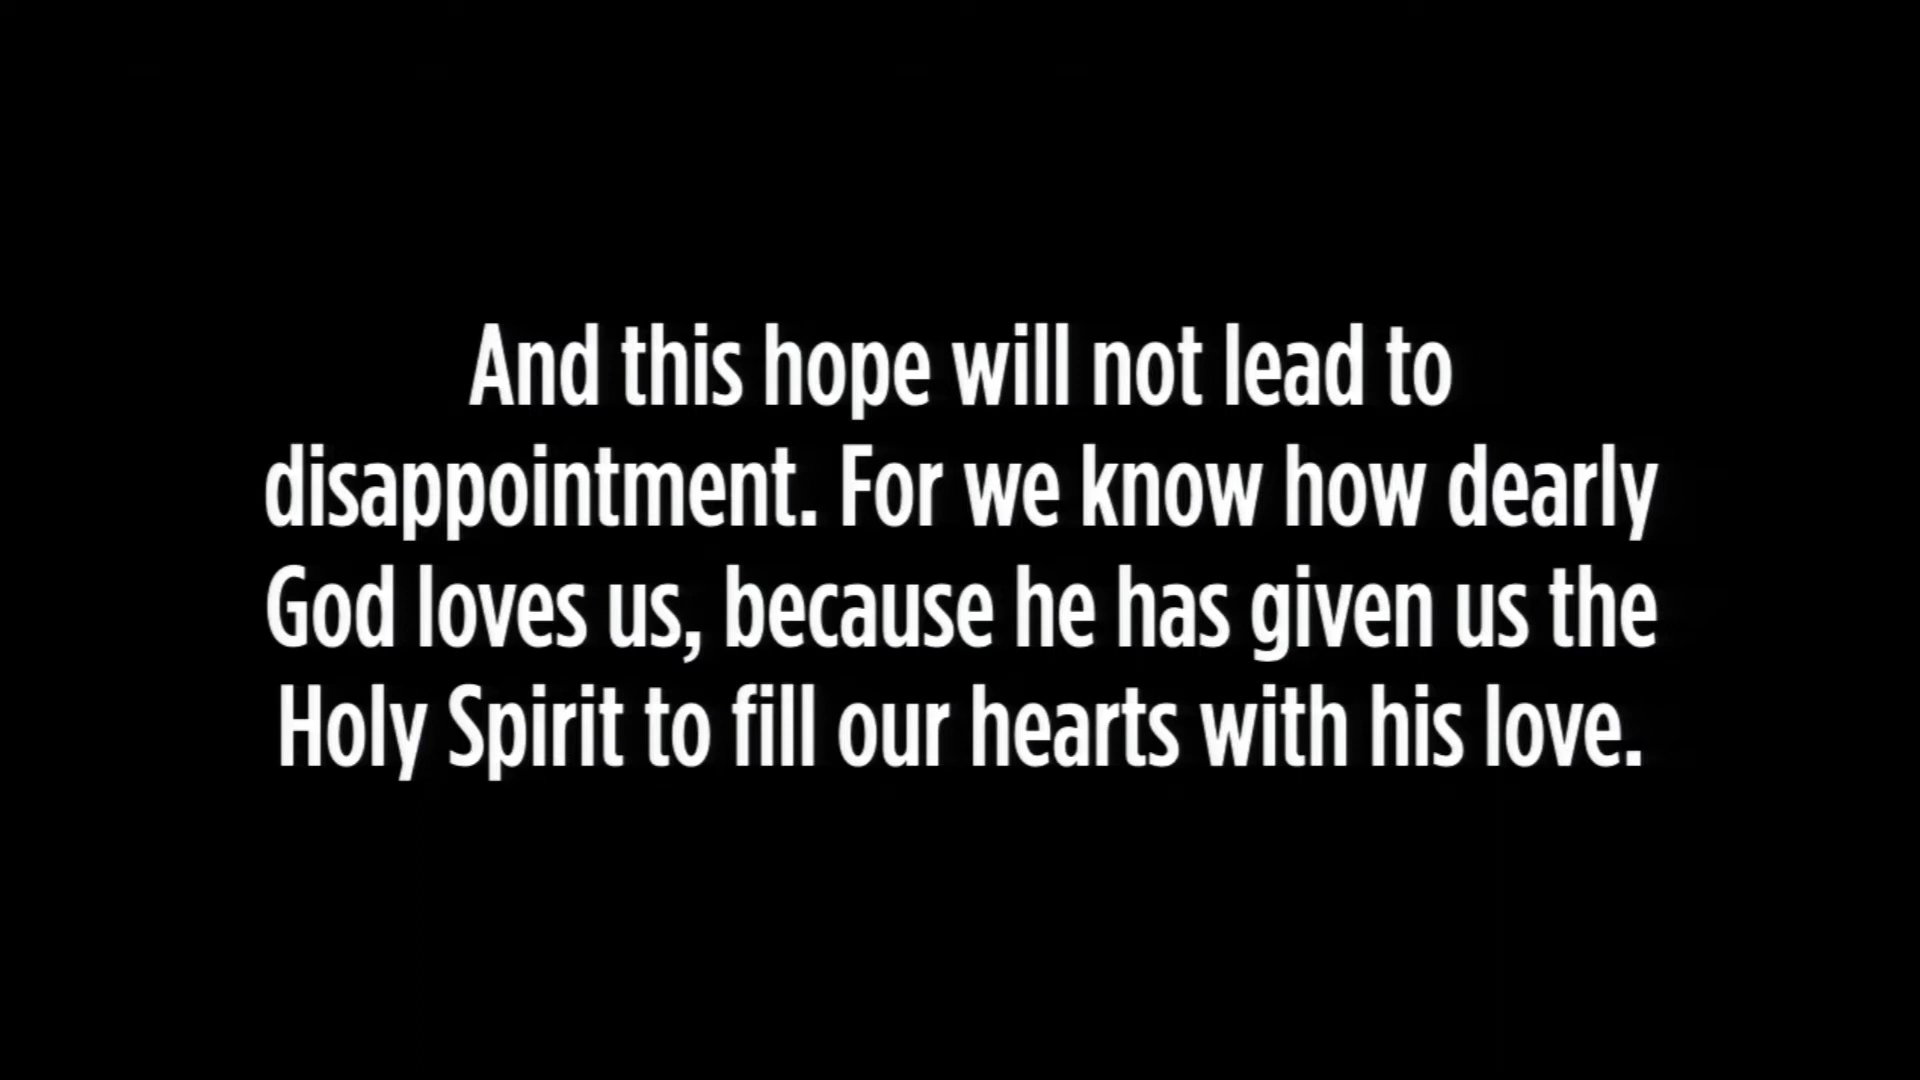 And this hope will not lead to
disappointment. For we know how dearly
God loves us, because he has given us the
Holy Spirit to fill our hearts with his love.